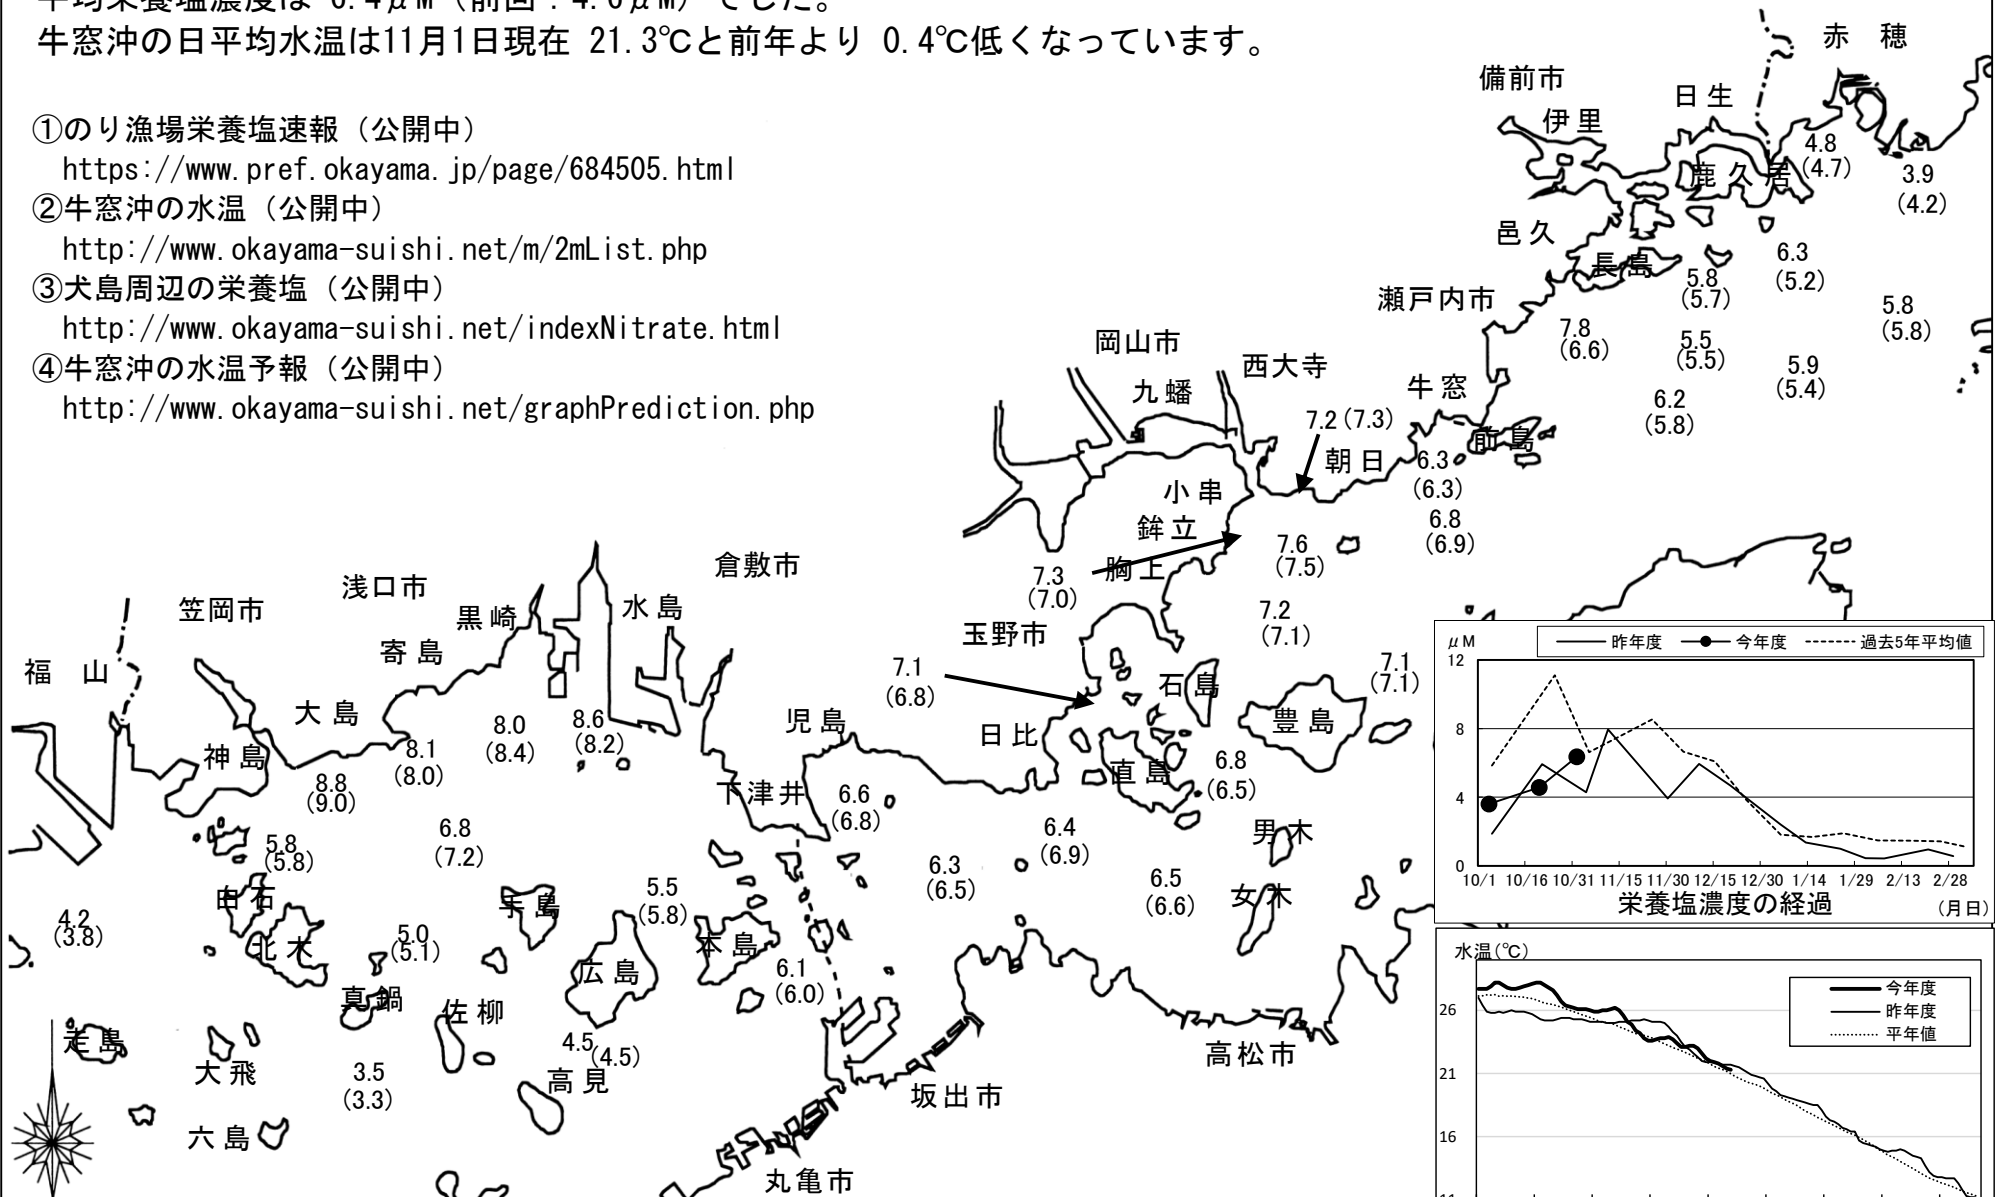 平均栄養塩濃度は 6.4μM（前回：4.6μM）でした。
牛窓沖の日平均水温は11月1日現在 21.3℃と前年より 0.4℃低くなっています。
①のり漁場栄養塩速報（公開中）
https://www.pref.okayama.jp/page/684505.html
②牛窓沖の水温（公開中）
http://www.okayama-suishi.net/m/2mList.php
③犬島周辺の栄養塩（公開中）
http://www.okayama-suishi.net/indexNitrate.html
④牛窓沖の水温予報（公開中）
http://www.okayama-suishi.net/graphPrediction.php
赤 穂
備前市
日生
伊里
4.8
(4.7)
鹿久居
3.9
(4.2)
邑久
長島
6.3
(5.2)
5.8
(5.7)
瀬戸内市
5.8
(5.8)
7.8
(6.6)
5.5
(5.5)
5.9
(5.4)
岡山市
西大寺
九蟠
牛窓
6.2
(5.8)
7.2(7.3)
前島
朝日
6.3
(6.3)
小串
鉾立
6.8
(6.9)
7.6
(7.5)
胸上
7.3
(7.0)
7.2
(7.1)
倉敷市
浅口市
笠岡市
黒崎
水島
玉野市
寄島
福 山
7.1
(6.8)
石島
7.1
(7.1)
大島
8.0
(8.4)
8.6
(8.2)
児島
日比
豊島
神島
8.1
(8.0)
直島
6.8
(6.5)
8.8
(9.0)
下津井
6.6
(6.8)
6.8
(7.2)
6.4
(6.9)
男木
5.8
(5.8)
6.3
(6.5)
6.5
(6.6)
女木
白石
手島
5.5
(5.8)
4.2
(3.8)
北木
5.0
(5.1)
本島
広島
6.1
(6.0)
真鍋
佐柳
走島
4.5(4.5)
高松市
大飛
3.5
(3.3)
高見
坂出市
六島
丸亀市
μM
昨年度 今年度 過去5年平均値
12
8
4
0
10/1 10/16 10/31 11/15 11/30 12/15 12/30 1/14 1/29 2/13 2/28
栄養塩濃度の経過
(月日)
水温(℃)
今年度
昨年度
平年値
26
21
16
11